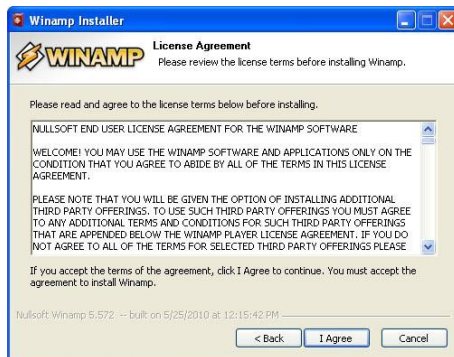 Winamp Installer
WINAMP
License Agreement
Please review the license terms before installing Winamp.
Please read and agree to the license terms below before installing.
NULLSOFT END USER LICENSE AGREEMENT FOR THE WINAMP SOFTWARE
WELCOME! YOU MAY USE THE WINAMP SOFTWARE AND APPLICATIONS ONLY ON THE
CONDITION THAT YOU AGREE TO ABIDE BY ALL OF THE TERMS IN THIS LICENSE
AGREEMENT.
PLEASE NOTE THAT YOU WILL BE GIVEN THE OPTION OF INSTALLING ADDITIONAL
THIRD PARTY OFFERINGS. TO USE SUCH THIRD PARTY OFFERINGS YOU MUST AGREE
TO ANY ADDITIONAL TERMS AND CONDITIONS FOR SUCH THIRD PARTY OFFERINGS
THAT ARE APPENDED BELOW THE WINAMP PLAYER LICENSE AGREEMENT. IF YOU DO
NOT AGREE TO ALL OF THE TERMS FOR SELECTED THIRD PARTY OFFERINGS PLEASE
If you accept the terms of the agreement, click I Agree to continue. You must accept the
agreement to install Winamp.
Nullsoft Winamp 5.572 -- built on 5/25/2010 at 12:15:42 PM
< Back
I Agree
Cancel